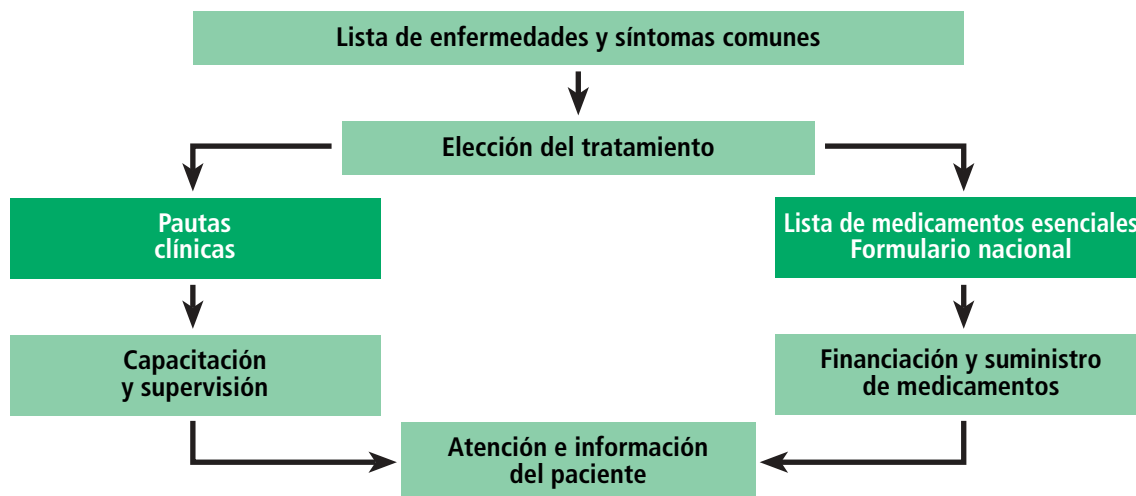 Lista de enfermedades y síntomas comunes
Elección del tratamiento
Pautas
clínicas
Lista de medicamentos esenciales
Formulario nacional
Capacitación
y supervisión
Financiación y suministro
de medicamentos
Atención e información
del paciente